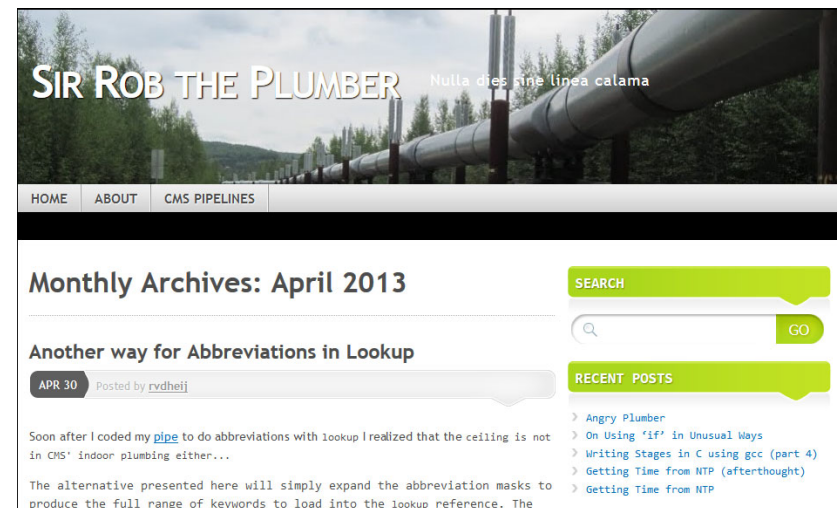 SIR ROB THE PLUMBER
Nulla dies sine linea calama
HOME
ABOUT
CMS PIPELINES
Monthly Archives: April 2013
Another way for Abbreviations in Lookup
APR 30
Posted by rvdheij
Soon after I coded my pipe to do abbreviations with lookup I realized that the ceiling is not
in CMS' indoor plumbing either...
The alternative presented here will simply expand the abbreviation masks to
produce the full range of keywords to load into the lookup reference. The
SEARCH
GO
RECENT POSTS
Angry Plumber
On Using 'if' in Unusual Ways
Writing Stages in C using gcc (part 4)
Getting Time from NTP (afterthought)
Getting Time from NTP